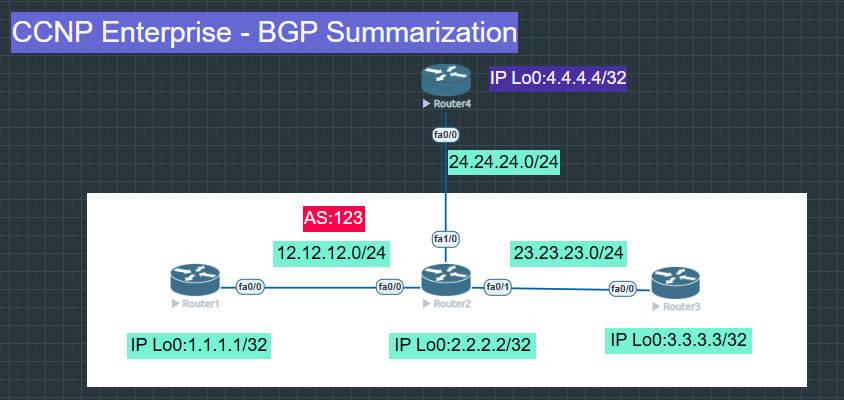 CCNP Enterprise - BGP Summarization
IP Lo0:4.4.4.4/32
Router4
fa0/0
24.24.24.0/24
AS:123
fa1/0
12.12.12.0/24
23.23.23.0/24
fa0/0
fa0/0
fa0/1
fa0/0
Router1
Router2
Router3
IP Lo0:1.1.1.1/32
IP Lo0:2.2.2.2/32
IP Lo0:3.3.3.3/32